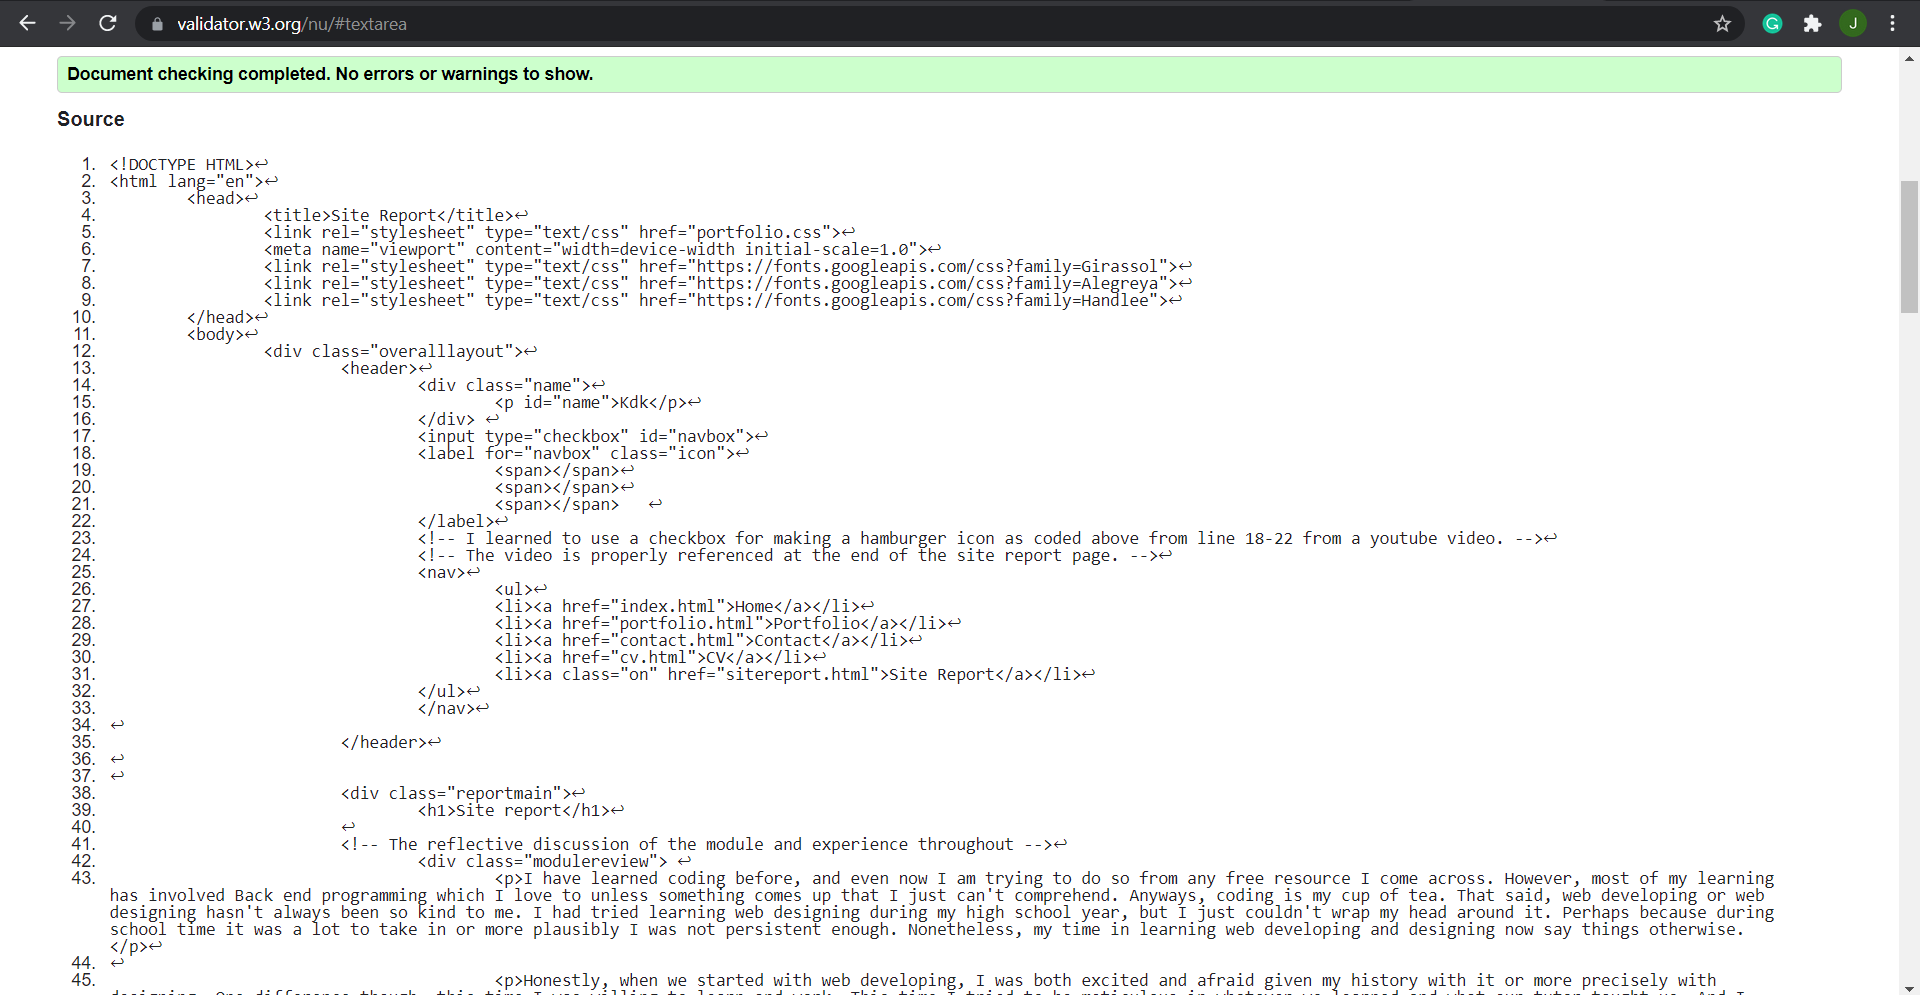 validator.w3.org/nu/#textarea
J
Document checking completed. No errors or warnings to show.
Source
1. <!DOCTYPE HTML>↩
2. <html lang="en">↩
3. <head>↩
4. <title>Site Report</title>↩
5. <link rel="stylesheet" type="text/css" href="portfolio.css">↩
6. <meta name="viewport" content="width=device-width initial-scale=1.0">↩
7. <link rel="stylesheet" type="text/css" href="https://fonts.googleapis.com/css?family=Girassol">↩
8. <link rel="stylesheet" type="text/css" href="https://fonts.googleapis.com/css?family=Alegreya">↩
9. <link rel="stylesheet" type="text/css" href="https://fonts.googleapis.com/css?family=Handlee">↩
10. </head>↩
11. <body>↩
12. <div class="overalllayout">↩
13. <header>↩
14. <div class="name">↩
15. <p id="name">Kdk</p>↩
16. </div> ↩
17. <input type="checkbox" id="navbox">↩
18. <label for="navbox" class="icon">↩
19. <span></span>↩
20. <span></span>↩
21. <span></span> ↩
22. </label>↩
23. <!-- I learned to use a checkbox for making a hamburger icon as coded above from line 18-22 from a youtube video. -->↩
24. <!-- The video is properly referenced at the end of the site report page. -->↩
25. <nav>↩
26. <ul>↩
27. <li><a href="index.html">Home</a></li>↩
28. <li><a href="portfolio.html">Portfolio</a></li>↩
29. <li><a href="contact.html">Contact</a></li>↩
30. <li><a href="cv.html">CV</a></li>↩
31. <li><a class="on" href="sitereport.html">Site Report</a></li>↩
32. </ul>↩
33. </nav>↩
34. ↩
35. </header>↩
36. ↩
37. ↩
38. <div class="reportmain">↩
39. <h1>Site report</h1>↩
40. ↩
41. <!-- The reflective discussion of the module and experience throughout -->↩
42. <div class="modulereview"> ↩
43. <p>I have learned coding before, and even now I am trying to do so from any free resource I come across. However, most of my learning
has involved Back end programming which I love to unless something comes up that I just can't comprehend. Anyways, coding is my cup of tea. That said, web developing or web
designing hasn't always been so kind to me. I had tried learning web designing during my high school year, but I just couldn't wrap my head around it. Perhaps because during
school time it was a lot to take in or more plausibly I was not persistent enough. Nonetheless, my time in learning web developing and designing now say things otherwise.
</p>↩
44. ↩
45. <p>Honestly, when we started with web developing, I was both excited and afraid given my history with it or more precisely with